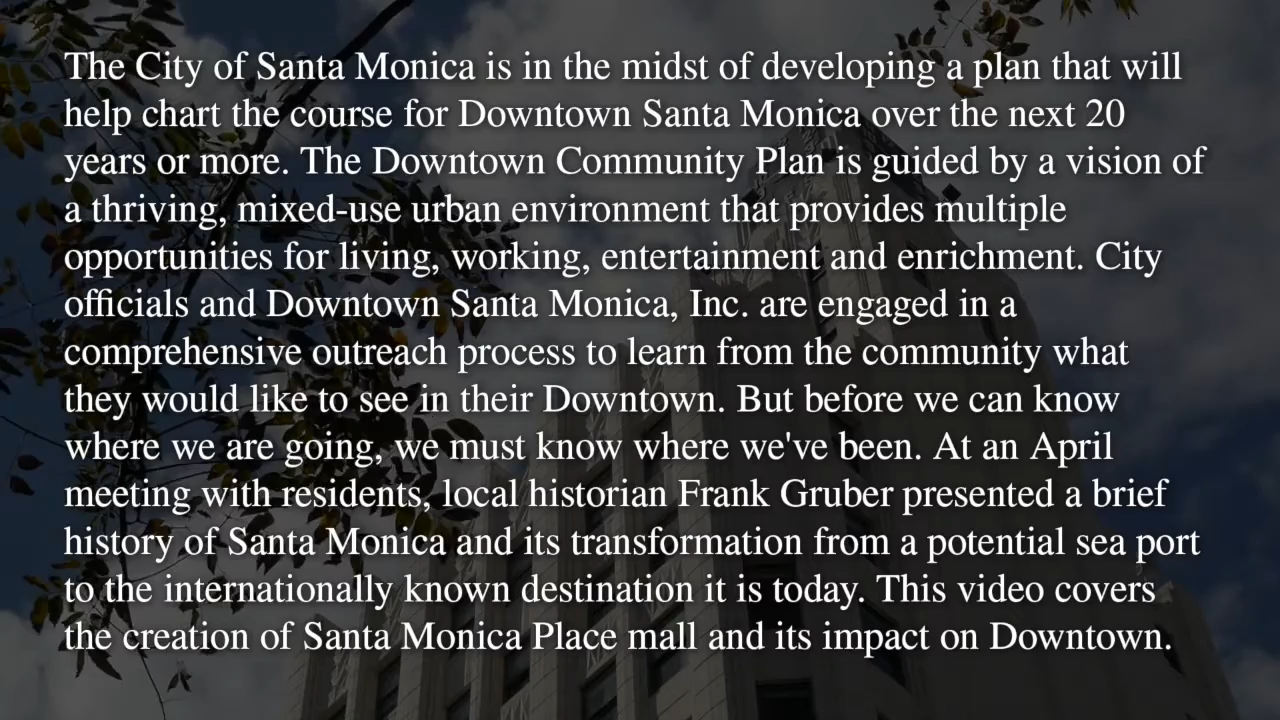 The City of Santa Monica is in the midst of developing a plan that will
help chart the course for Downtown Santa Monica over the next 20
years or more. The Downtown Community Plan is guided by a vision of
a thriving, mixed-use urban environment that provides multiple
opportunities for living, working, entertainment and enrichment. City
officials and Downtown Santa Monica, Inc. are engaged in a
comprehensive outreach process to learn from the community what
they would like to see in their Downtown. But before we can know
where we are going, we must know where we've been. At an April
meeting with residents, local historian Frank Gruber presented a brief
history of Santa Monica and its transformation from a potential sea port
to the internationally known destination it is today. This video covers
the creation of Santa Monica Place mall and its impact on Downtown.